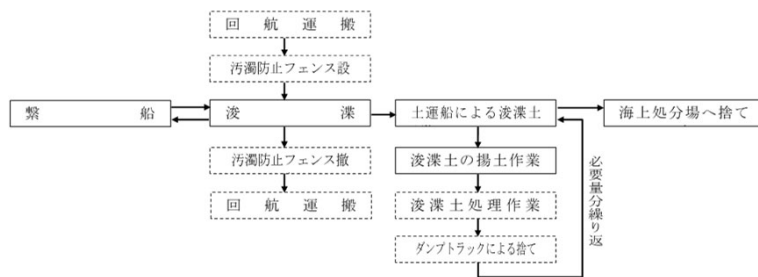 回航運搬
汚濁防止フェンス設
繋船
浚渫
土運船による浚渫土
海上処分場へ捨て
汚濁防止フェンス撤
浚渫土の揚土作業
回航運搬
浚渫土処理作業
ダンプトラックによる捨て
必要量分繰り返